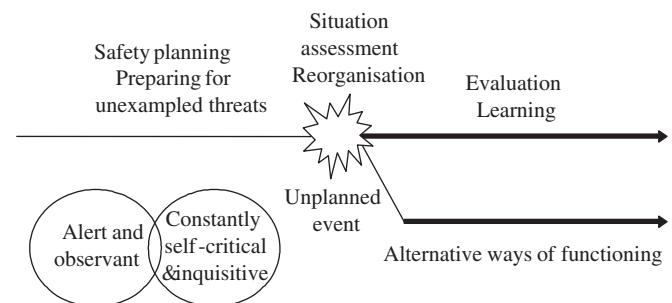 Situation
assessment
Reorganisation
Safety planning
Preparing for
unexampled threats
Evaluation
Learning
Unplanned
event
Alert and
observant
Constantly
self-critical
&inquisitive
Alternative ways of functioning